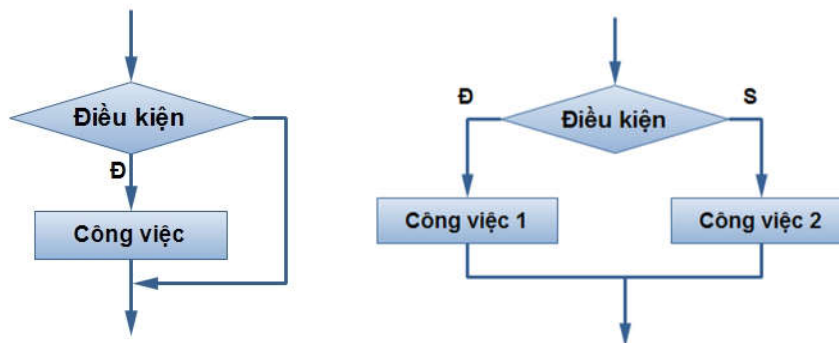 Điều kiện
Đ
Công việc
Đ
S
Điều kiện
Công việc 1
Công việc 2